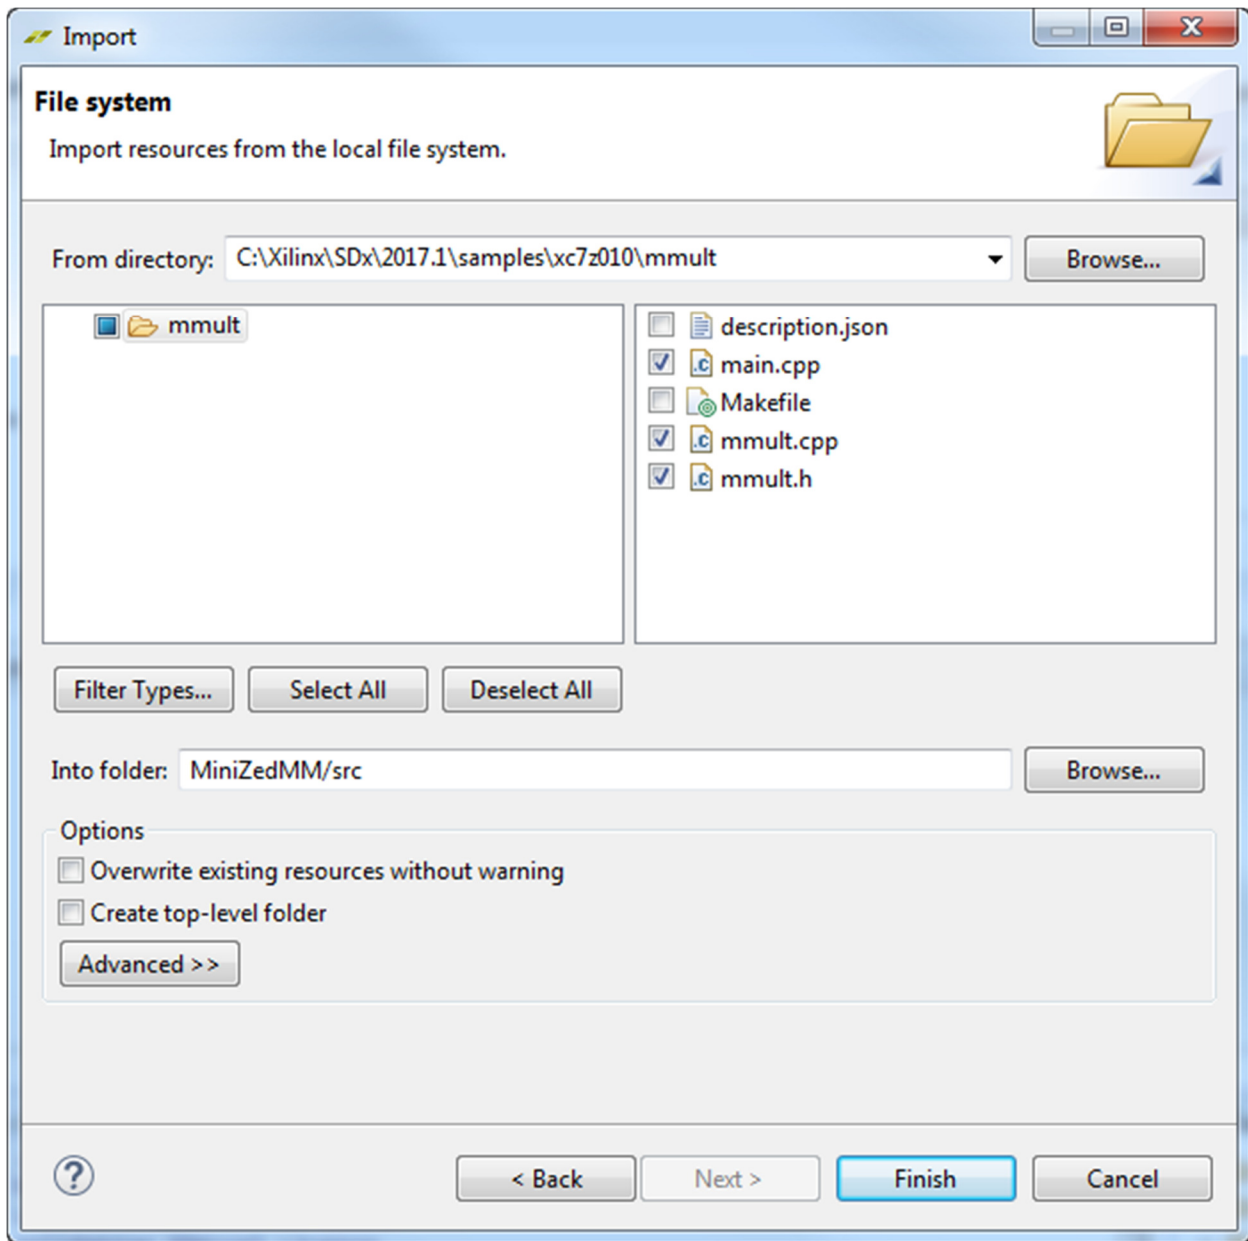 Import
File system
Import resources from the local file system.
From directory: C:\Xilinx\SDx\2017.1\samples\xc7z010\mmult Browse...
mmult
description.json
main.cpp
Makefile
mmult.cpp
mmult.h
Filter Types... Select All Deselect All
Into folder: MiniZedMM/src Browse...
Options
Overwrite existing resources without warning
Create top-level folder
Advanced >>
? < Back Next > Finish Cancel